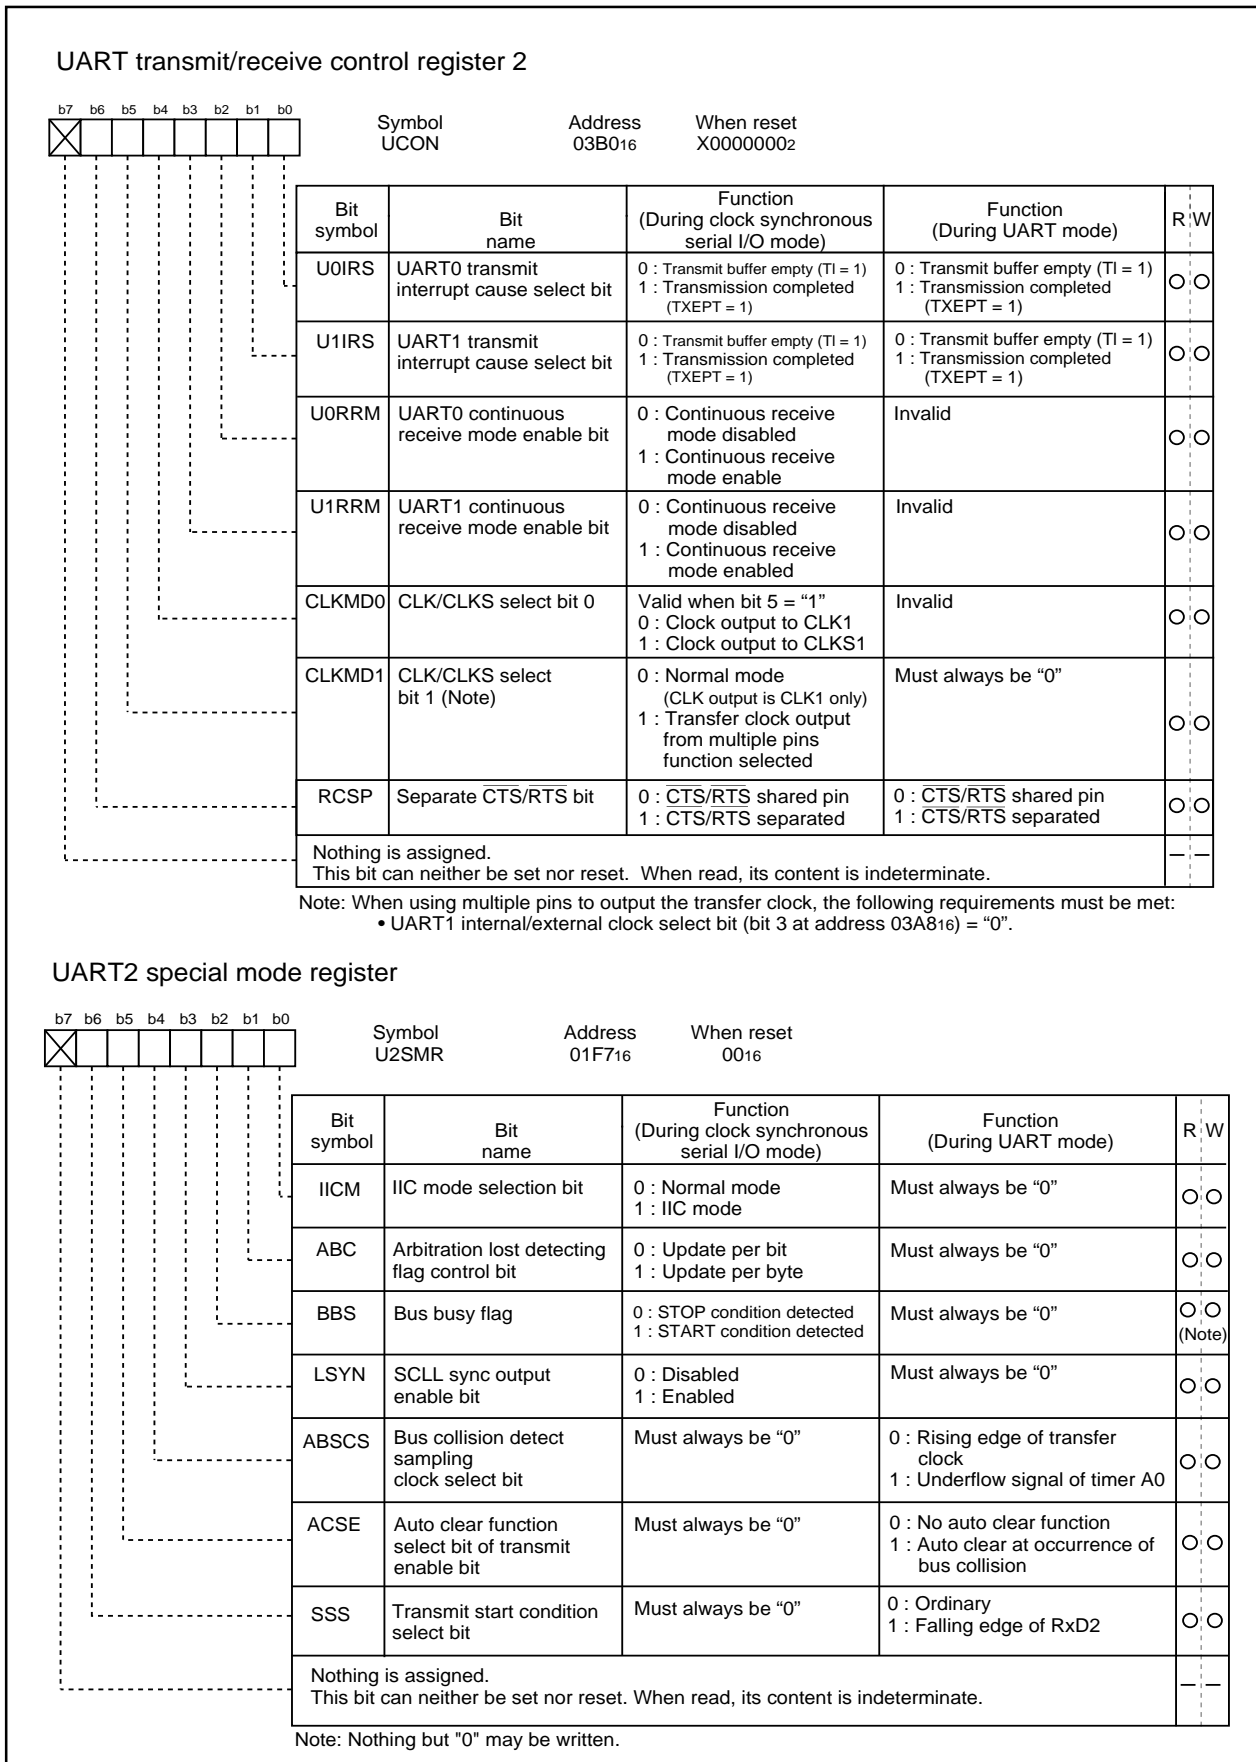 UART transmit/receive control register 2
b7 b6 b5 b4 b3 b2 b1 b0
Symbol Address When reset
UCON 03B016 X00000002
Bit symbol Bit name Function (During clock synchronous serial I/O mode) Function (During UART mode) R W
U0IRS UART0 transmit interrupt cause select bit 0 : Transmit buffer empty (TI = 1) 1 : Transmission completed (TXEPT = 1) 0 : Transmit buffer empty (TI = 1) 1 : Transmission completed (TXEPT = 1)
U1IRS UART1 transmit interrupt cause select bit 0 : Transmit buffer empty (TI = 1) 1 : Transmission completed (TXEPT = 1) 0 : Transmit buffer empty (TI = 1) 1 : Transmission completed (TXEPT = 1)
U0RRM UART0 continuous receive mode enable bit 0 : Continuous receive mode disabled 1 : Continuous receive mode enable Invalid
U1RRM UART1 continuous receive mode enable bit 0 : Continuous receive mode disabled 1 : Continuous receive mode enabled Invalid
CLKMD0 CLK/CLKS select bit 0 Valid when bit 5 = “1” 0 : Clock output to CLK1 1 : Clock output to CLKS1 Invalid
CLKMD1 CLK/CLKS select bit 1 (Note) 0 : Normal mode (CLK output is CLK1 only) 1 : Transfer clock output from multiple pins function selected Must always be “0”
RCSP Separate CTS/RTS bit 0 : CTS/RTS shared pin 1 : CTS/RTS separated 0 : CTS/RTS shared pin 1 : CTS/RTS separated
Nothing is assigned.
This bit can neither be set nor reset. When read, its content is indeterminate. – –
Note: When using multiple pins to output the transfer clock, the following requirements must be met:
• UART1 internal/external clock select bit (bit 3 at address 03A816) = “0”.
UART2 special mode register
b7 b6 b5 b4 b3 b2 b1 b0
Symbol Address When reset
U2SMR 01F716 0016
Bit symbol Bit name Function (During clock synchronous serial I/O mode) Function (During UART mode) R W
IICM IIC mode selection bit 0 : Normal mode 1 : IIC mode Must always be “0”
ABC Arbitration lost detecting flag control bit 0 : Update per bit 1 : Update per byte Must always be “0”
BBS Bus busy flag 0 : STOP condition detected 1 : START condition detected Must always be “0” (Note)
LSYN SCLL sync output enable bit 0 : Disabled 1 : Enabled Must always be “0”
ABSCS Bus collision detect sampling clock select bit Must always be “0” 0 : Rising edge of transfer clock 1 : Underflow signal of timer A0
ACSE Auto clear function select bit of transmit enable bit Must always be “0” 0 : No auto clear function 1 : Auto clear at occurrence of bus collision
SSS Transmit start condition select bit Must always be “0” 0 : Ordinary 1 : Falling edge of RxD2
Nothing is assigned.
This bit can neither be set nor reset. When read, its content is indeterminate. – –
Note: Nothing but "0" may be written.